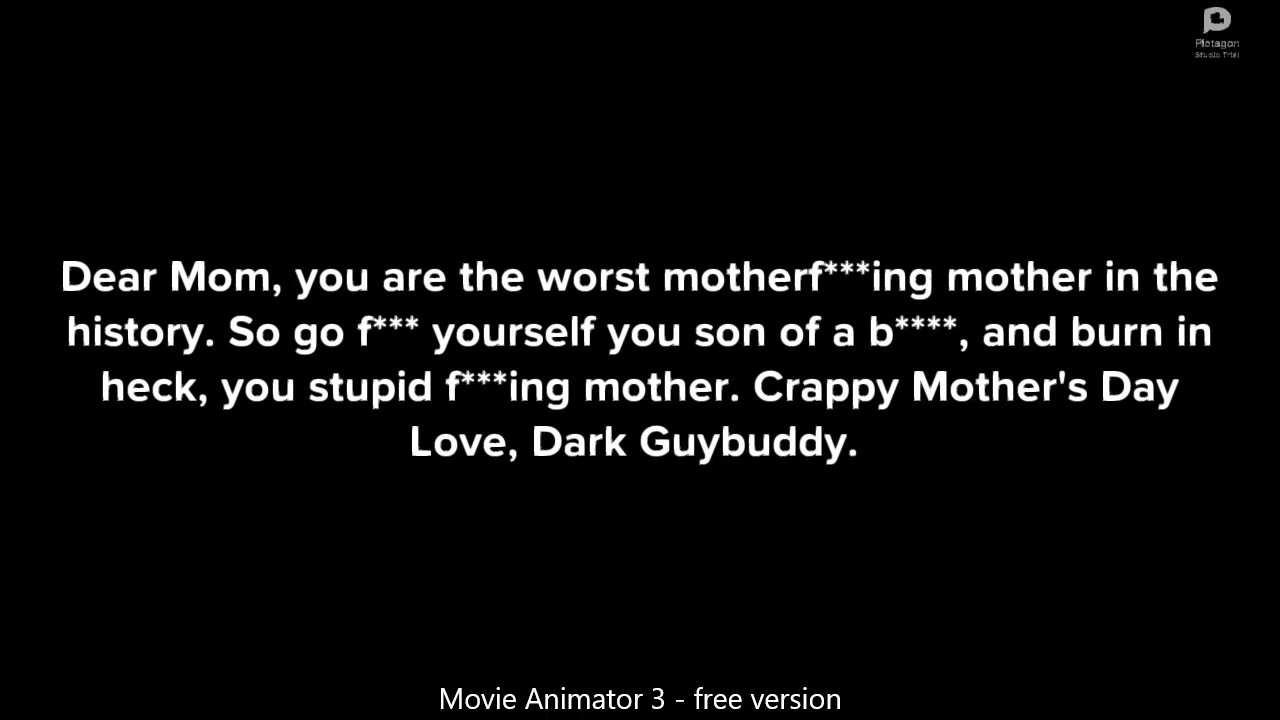 Plotagon
Studio Trial
Dear Mom, you are the worst motherf***ing mother in the
history. So go f*** yourself you son of a b****, and burn in
heck, you stupid f***ing mother. Crappy Mother's Day
Love, Dark Guybuddy.
Movie Animator 3 - free version